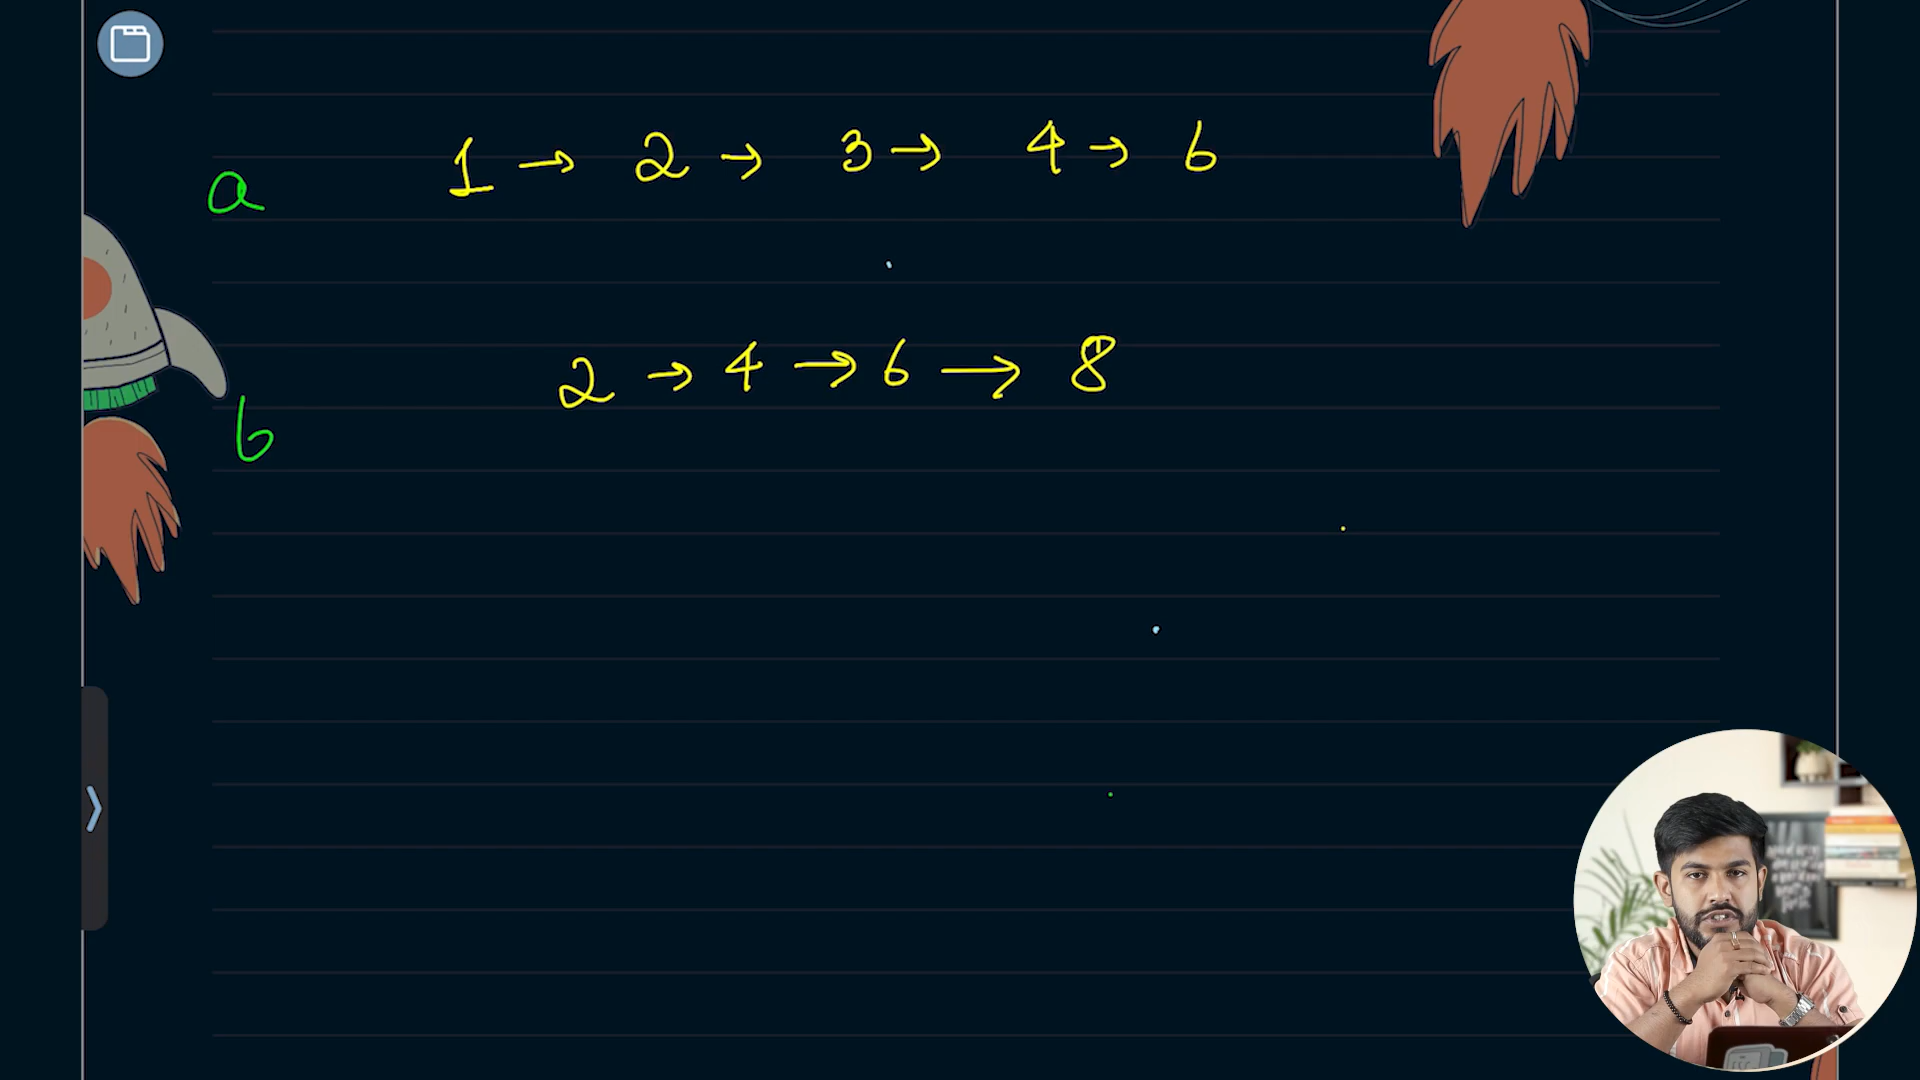 1 → 2 → 3 → 4 → 6
a
2 → 4 → 6 → 8
b